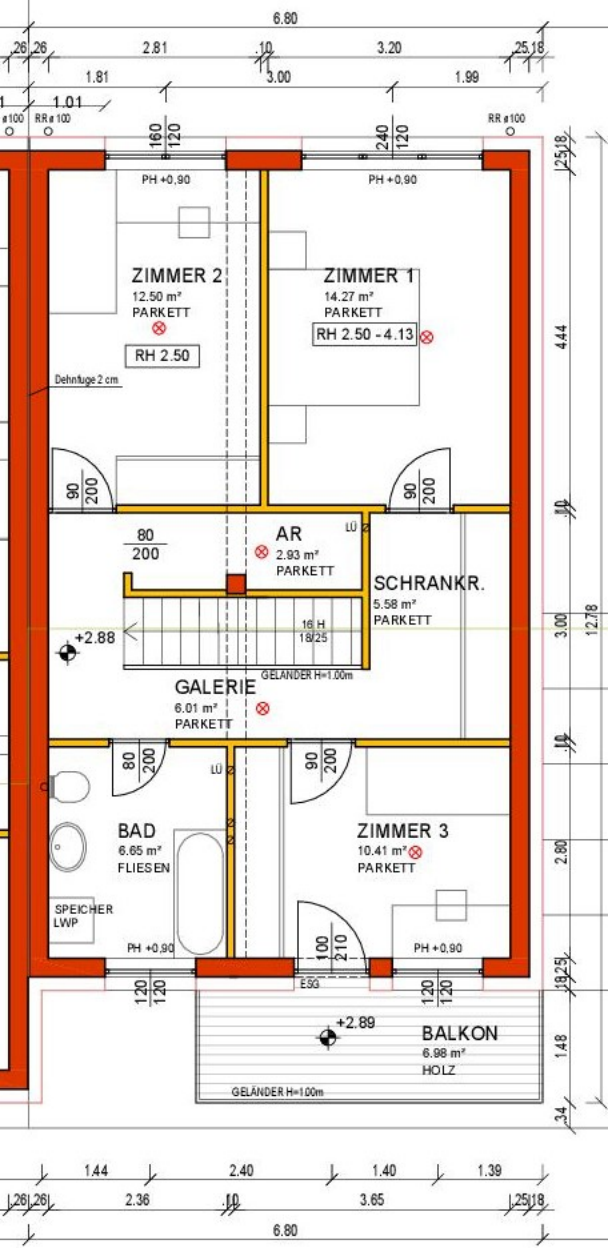 6.80
.26 .26 2.81 .10 3.20 .25 .18
1.81 3.00 1.99
1.01
ø100 RR ø100 RR ø100
160 120 240 120
.25 .18
PH +0,90 PH +0,90
ZIMMER 2 ZIMMER 1
12.50 m² 14.27 m²
PARKETT PARKETT
RH 2.50 RH 2.50 - 4.13
4.44
Dehnfuge 2 cm
90 200 90 200
.10
80
200
AR
2.93 m²
PARKETT
LÜ
SCHRANKR.
5.58 m²
PARKETT
3.00
12.78
+2.88
16 H
18/25
GELÄNDER H=1.00m
GALERIE
6.01 m²
PARKETT
.10
80 200 90 200
LÜ
BAD ZIMMER 3
6.65 m² 10.41 m²
FLIESEN PARKETT
2.80
SPEICHER
LWP
PH +0,90 100 210 PH +0,90
.18 .25
120 120 ESG 120 120
+2.89
BALKON
6.98 m²
HOLZ
1.48
GELÄNDER H=1.00m
.34
1.44 2.40 1.40 1.39
.26 .26 2.36 .10 3.65 .25 .18
6.80